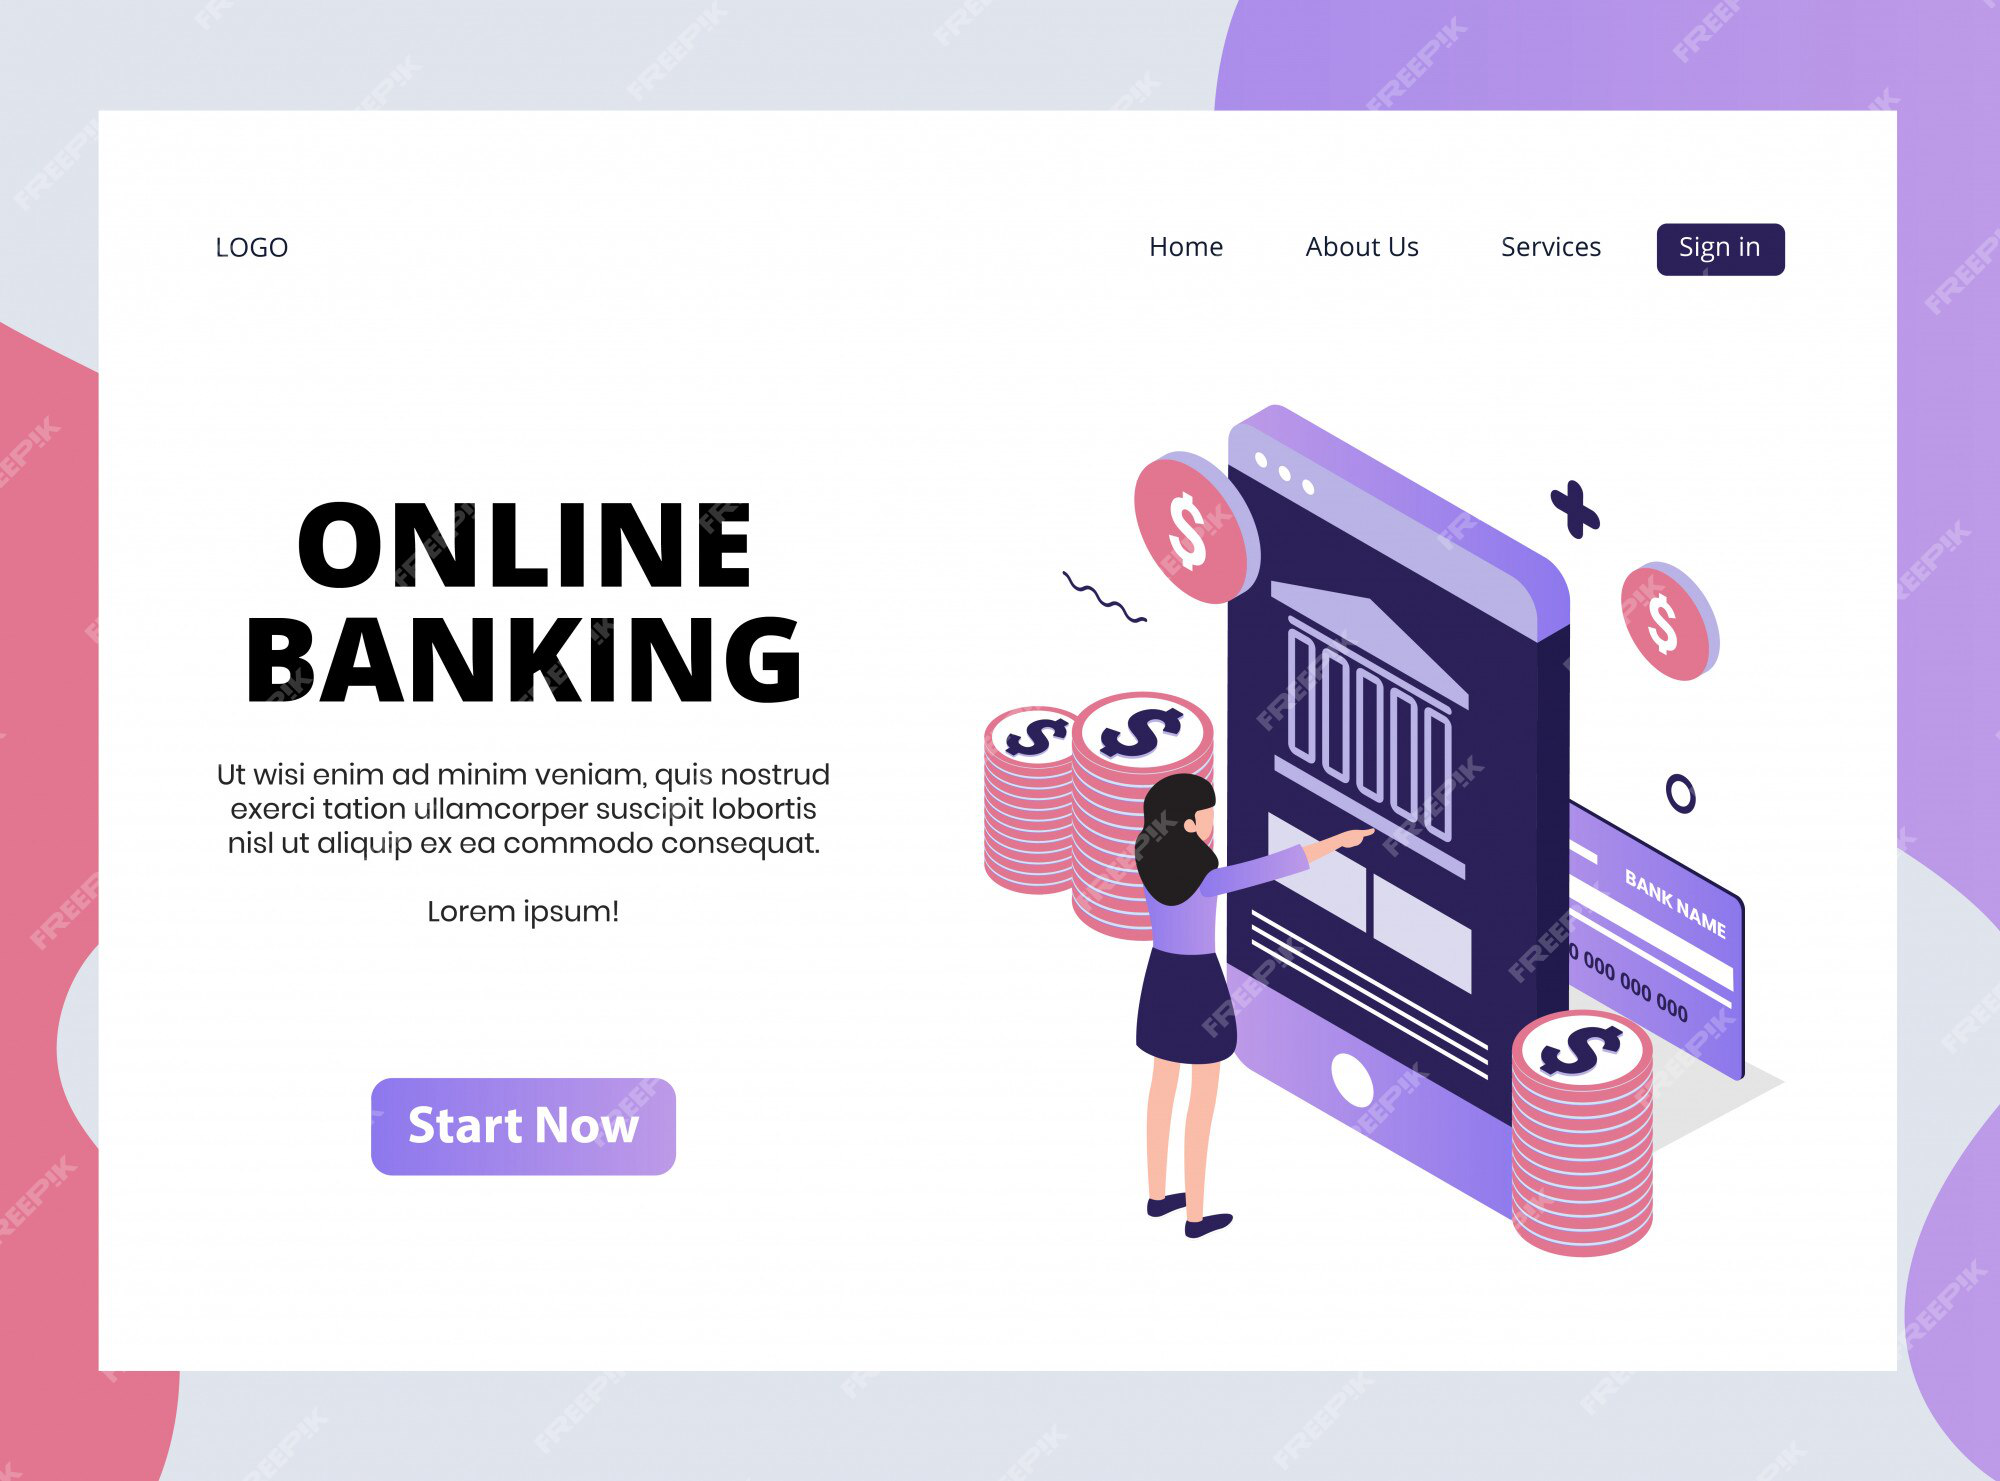 LOGO
Home
About Us
Services
Sign in
ONLINE
BANKING
Ut wisi enim ad minim veniam, quis nostrud
exerci tation ullamcorper suscipit lobortis
nisl ut aliquip ex ea commodo consequat.
Lorem ipsum!
Start Now
$
$
$
$
BANK NAME
0 000 000 000
$
FREEPIK